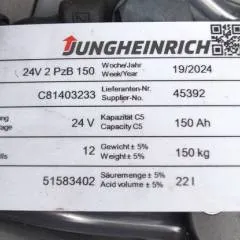 JUNGHEINRICH
24V 2 PzB 150 Woche/Jahr Week/Year 19/2024
C81403233 Lieferanten-Nr. Supplier-No. 45392
24 V Kapazität C5 Capacity C5 150 Ah
12 Gewicht ± 5% Weight ± 5% 150 kg
51583402 Säuremenge ± 5% Acid volume ± 5% 22 l